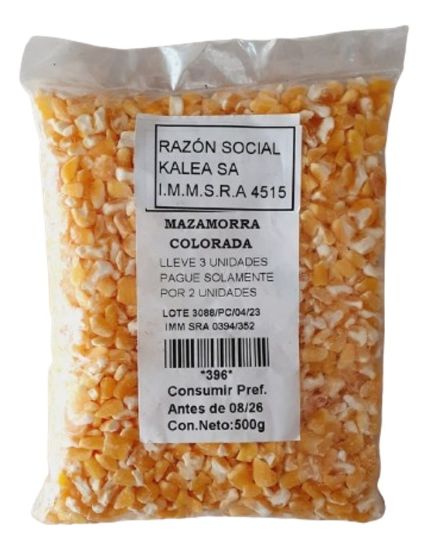 RAZÓN SOCIAL
KALEA SA
I.M.M.S.R.A 4515
MAZAMORRA
COLORADA
LLEVE 3 UNIDADES
PAGUE SOLAMENTE
POR 2 UNIDADES
LOTE 3088/PC/04/23
IMM SRA 0394/352
*396*
Consumir Pref.
Antes de 08/26
Con.Neto:500g